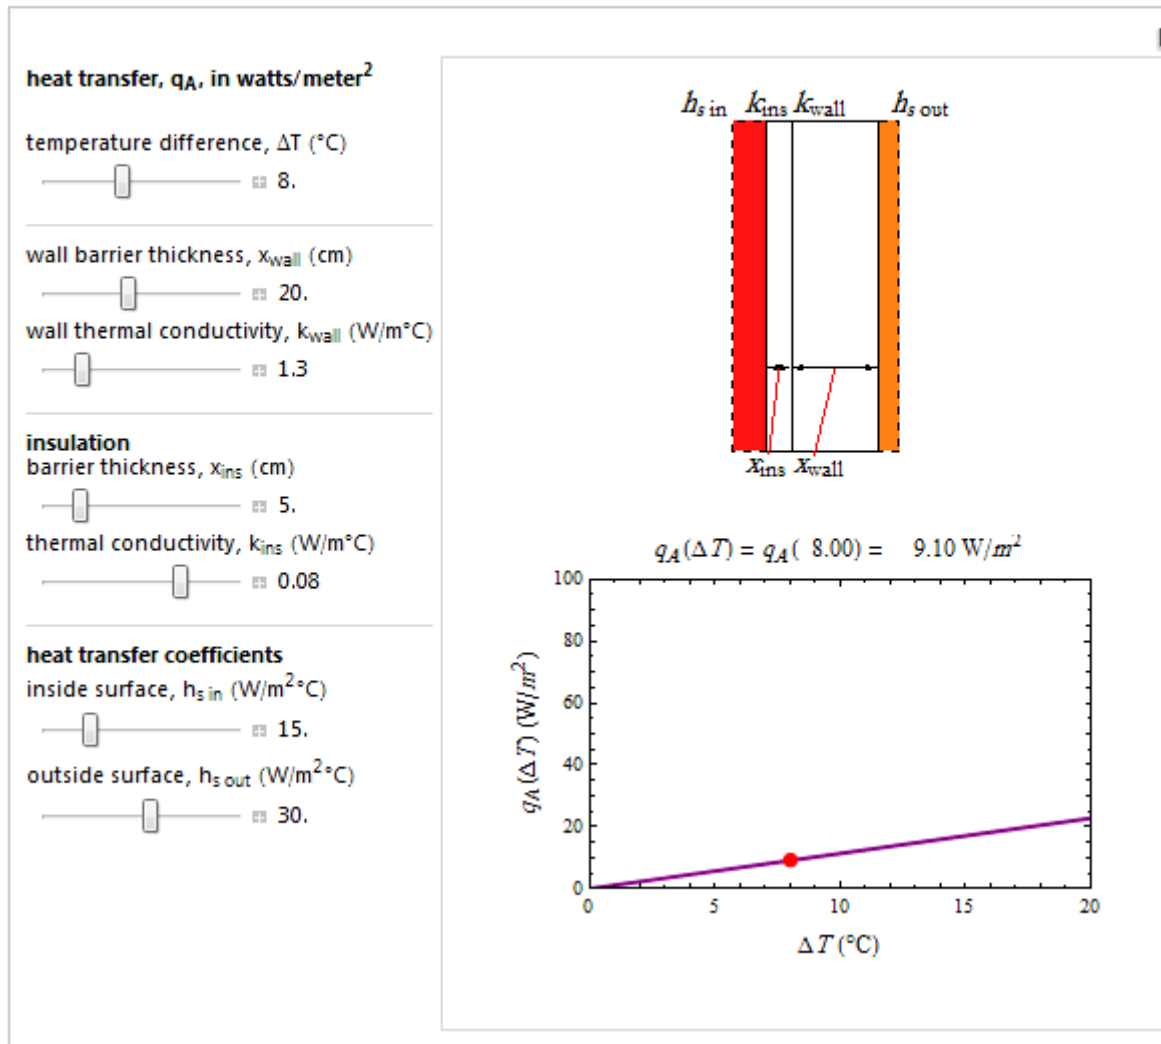 heat transfer, qA, in watts/meter²
temperature difference, ΔT (°C)
8.
wall barrier thickness, xwall (cm)
20.
wall thermal conductivity, kwall (W/m°C)
1.3
insulation
barrier thickness, xins (cm)
5.
thermal conductivity, kins (W/m°C)
0.08
heat transfer coefficients
inside surface, hs in (W/m²°C)
15.
outside surface, hs out (W/m²°C)
30.
hs in kins kwall hs out
xins xwall
qA(ΔT) = qA( 8.00) = 9.10 W/m²
100
80
60
40
20
0
qA(ΔT) (W/m²)
0 5 10 15 20
ΔT (°C)